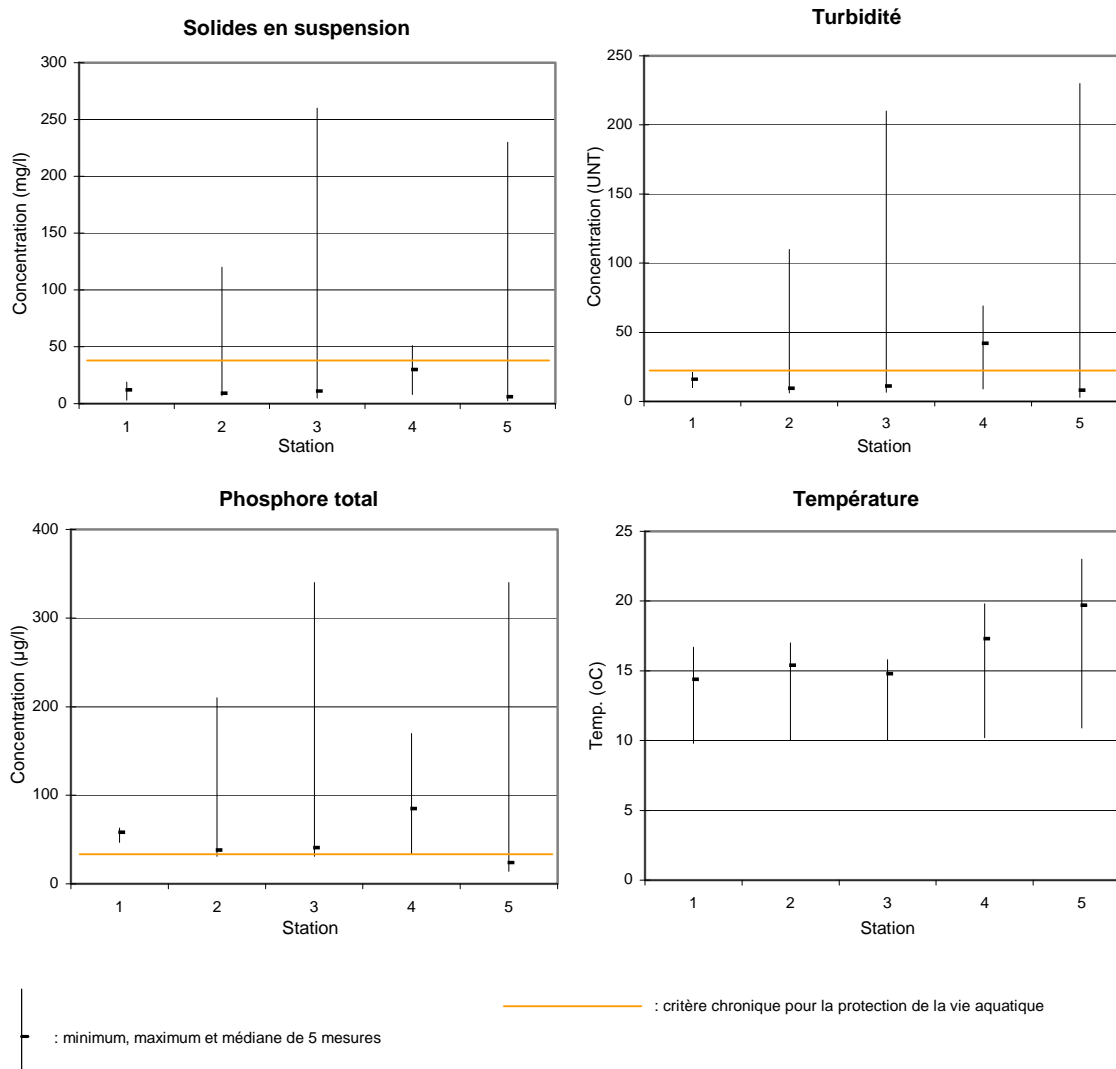 Solides en suspension
300
250
200
150
100
50
0
Concentration (mg/l)
1 2 3 4 5
Station
Turbidité
250
200
150
100
50
0
Concentration (UNT)
1 2 3 4 5
Station
Phosphore total
400
300
200
100
0
Concentration (µg/l)
1 2 3 4 5
Station
Température
25
20
15
10
5
0
Temp. (oC)
1 2 3 4 5
Station
: critère chronique pour la protection de la vie aquatique
: minimum, maximum et médiane de 5 mesures